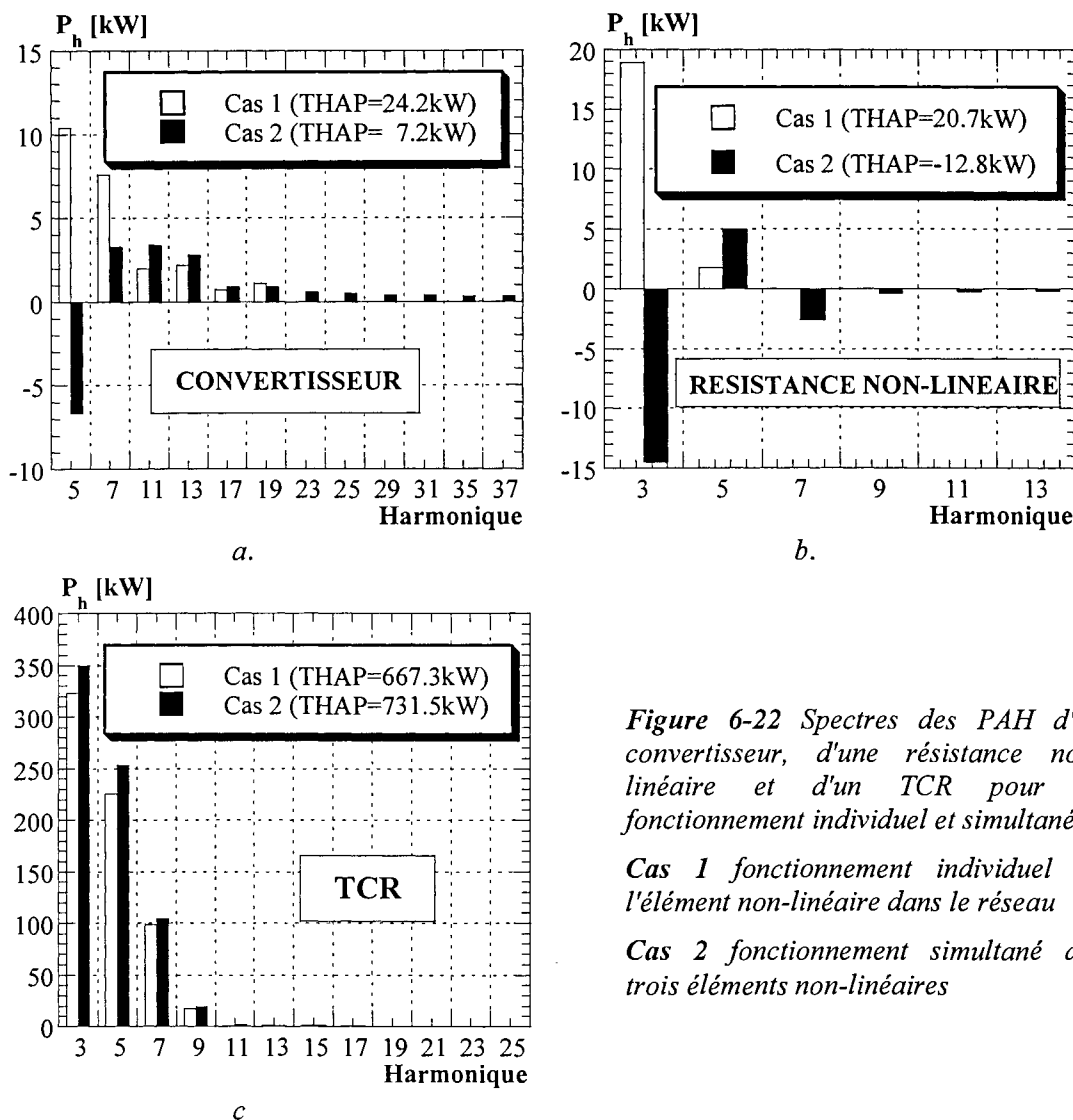 P_h [kW]
15
10
5
0
-5
-10
Cas 1 (THAP=24.2kW)
Cas 2 (THAP= 7.2kW)
CONVERTISSEUR
5 7 11 13 17 19 23 25 29 31 35 37
Harmonique
a.
P_h [kW]
20
15
10
5
0
-5
-10
-15
Cas 1 (THAP=20.7kW)
Cas 2 (THAP=-12.8kW)
RESISTANCE NON-LINEAIRE
3 5 7 9 11 13
Harmonique
b.
P_h [kW]
400
350
300
250
200
150
100
50
0
Cas 1 (THAP=667.3kW)
Cas 2 (THAP=731.5kW)
TCR
3 5 7 9 11 13 15 17 19 21 23 25
Harmonique
c
Figure 6-22 Spectres des PAH d'
convertisseur, d'une résistance no
linéaire et d'un TCR pour
fonctionnement individuel et simultané
Cas 1 fonctionnement individuel
l'élément non-linéaire dans le réseau
Cas 2 fonctionnement simultané d
trois éléments non-linéaires